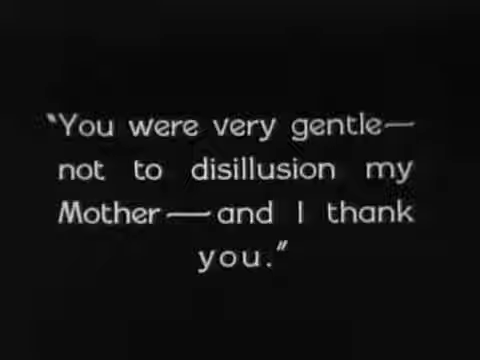 "You were very gentle—
not to disillusion my
Mother—and I thank
you."